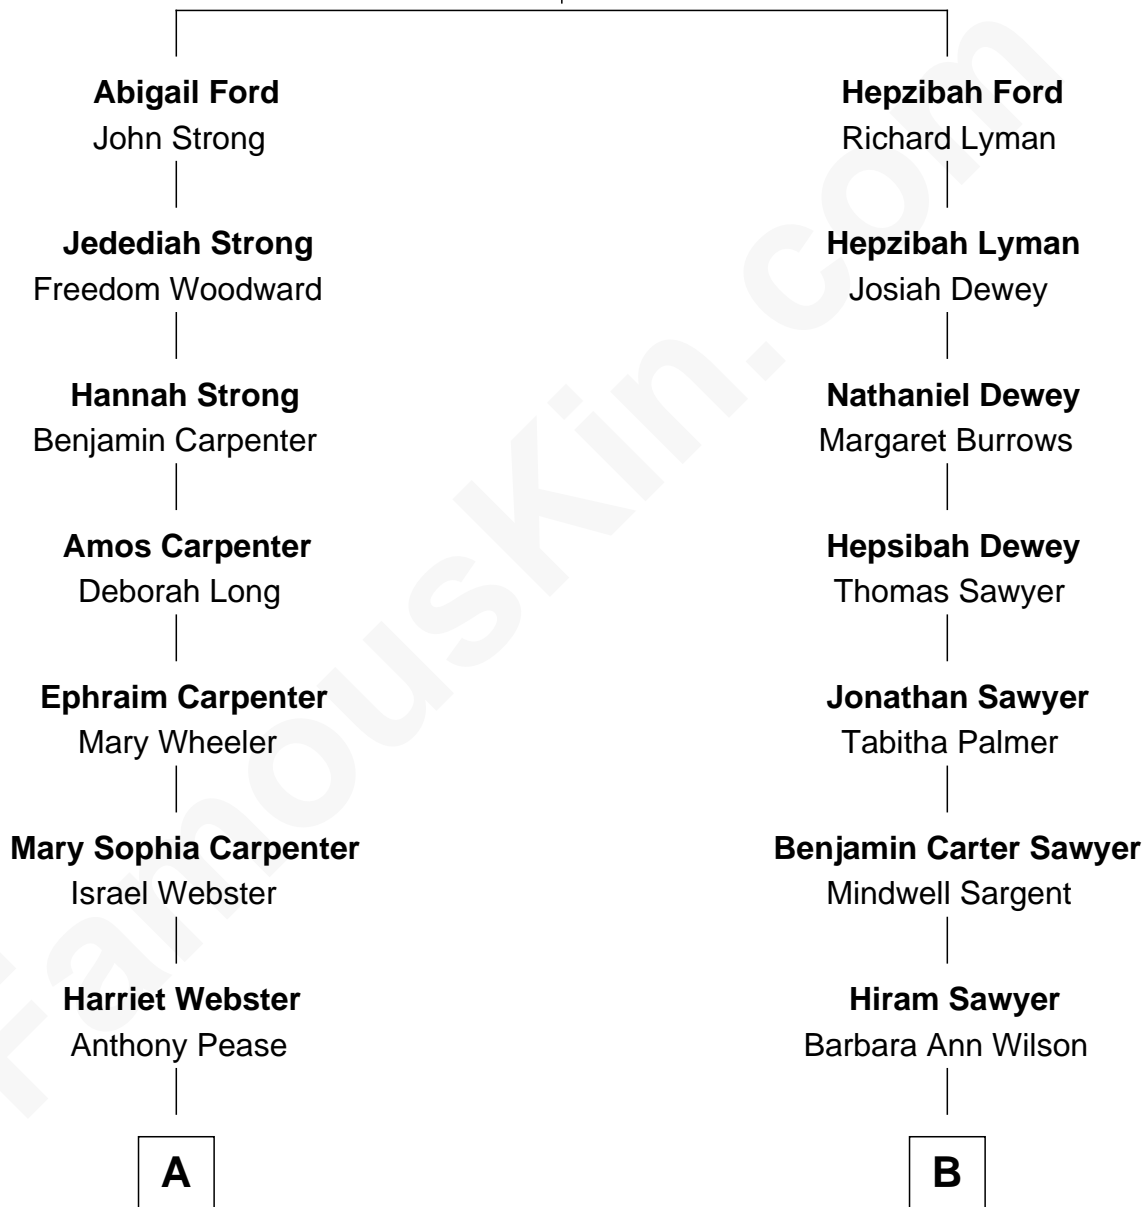 Abigail Ford
John Strong
Hepzibah Ford
Richard Lyman
Jedediah Strong
Freedom Woodward
Hepzibah Lyman
Josiah Dewey
Hannah Strong
Benjamin Carpenter
Nathaniel Dewey
Margaret Burrows
Amos Carpenter
Deborah Long
Hepsibah Dewey
Thomas Sawyer
Ephraim Carpenter
Mary Wheeler
Jonathan Sawyer
Tabitha Palmer
Mary Sophia Carpenter
Israel Webster
Benjamin Carter Sawyer
Mindwell Sargent
Harriet Webster
Anthony Pease
Hiram Sawyer
Barbara Ann Wilson
A
B
FamousKin.com